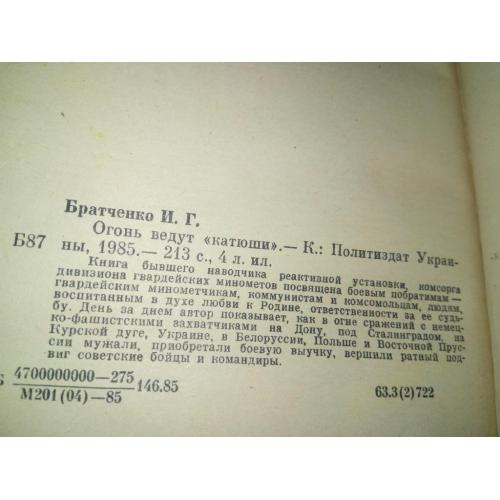 Братченко И. Г.
Б87 Огонь ведут «катюши».— К.: Политиздат Украи-
ны, 1985.— 213 с., 4 л. ил.
Книга бывшего наводчика реактивной установки, комсорга
дивизиона гвардейских минометов посвящена боевым побратимам —
гвардейским минометчикам, коммунистам и комсомольцам, людям,
воспитанным в духе любви к Родине, ответственности за ее судь-
бу. День за днем автор показывает, как в огне сражений с немец-
ко-фашистскими захватчиками на Дону, под Сталинградом, на
Курской дуге, Украине, в Белоруссии, Польше и Восточной Прус-
сии мужали, приобретали боевую выучку, вершили ратный под-
виг советские бойцы и командиры.
Б 4700000000—275
М201(04)—85
146.85
63.3(2)722